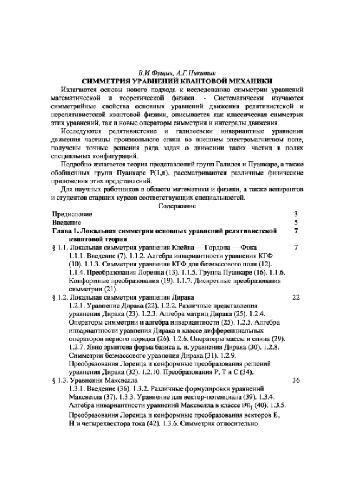 В.И Фущич, А.Г Никитин
СИММЕТРИЯ УРАВНЕНИЙ КВАНТОВОЙ МЕХАНИКИ
Излагаются основы нового подхода к исследованию симметрии уравнений
математической и теоретической физики. - Систематически изучаются
симметрийные свойства основных уравнений движения релятивистской и
нерелятивистской квантовой физики, описывается как классическая симметрия
этих уравнений, так и новые операторы симметрии и интегралы движения.
Исследуются релятивистские и галилеевски инвариантные уравнения
движения частицы произвольного спина во внешнем электромагнитном поле,
получены точные решения ряда задач о движении таких частиц в полях
специальных конфигураций.
Подробно излагается теория представлений групп Галилея и Пуанкаре, а также
обобщенных групп Пуанкаре P(1,n), рассматриваются различные физические
приложения этих представлений.
Для научных работников в области математики и физики, а также аспирантов
и студентов старших курсов соответствующих специальностей.
Содержание
Предисловие 3
Введение 5
Глава 1. Локальная симметрия основных уравнений релятивистской 7
квантовой теории
§ 1.1. Локальная симметрия уравнения Клейна — Гордона — Фока 7
1.1.1. Введение (7). 1.1.2. Алгебра инвариантности уравнения КГФ
(10). 1.1.3. Симметрия уравнения КГФ для безмассового поля (12).
1.1.4. Преобразования Лоренца (13). 1.1.5. Группа Пуанкаре (16). 1.1.6.
Конформные преобразования (19). 1.1.7. Дискретные преобразования
симметрии (21).
§ 1.2. Локальная симметрия уравнения Дирака 22
1.2.1. Уравнение Дирака (22). 1.2.2. Различные представления
уравнения Дирака (23). 1.2.3. Алгебра матриц Дирака (25). 1.2.4.
Операторы симметрии и алгебра инвариантности (25). 1.2.5. Алгебра
инвариантности уравнения Дирака в классе дифференциальных
операторов первого порядка (26). 1.2.6. Операторы массы и спина (29).
1.2.7. Явно эрмитова форма базиса а. и. уравнения Дирака (30). 1.2.8.
Симметрия безмассового уравнения Дирака (31). 1.2.9.
Преобразования Лоренца и конформные преобразования решений
уравнения Дирака (32). 1.2.10. Преобразования P, T и C (34).
§ 1.3. Уравнения Максвелла 36
1.3.1. Введение (36). 1.3.2. Различные формулировки уравнений
Максвелла (37). 1.3.3. Уравнение для вектор-потенциала (39). 1.3.4.
Алгебра инвариантности уравнений Максвелла в классе (40). 1.3.5.
Преобразования Лоренца и конформные преобразования векторов E,
H и четырехвектора тока (42). 1.3.6. Симметрия относительно